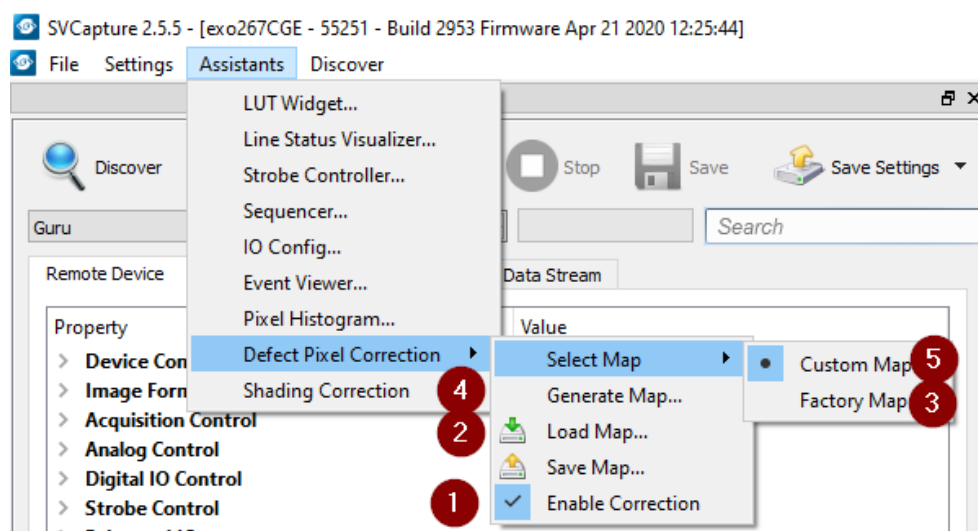 SVCapture 2.5.5 - [exo267CGE - 55251 - Build 2953 Firmware Apr 21 2020 12:25:44]
File Settings Assistants Discover
LUT Widget...
Line Status Visualizer...
Strobe Controller...
Sequencer...
IO Config...
Event Viewer...
Pixel Histogram...
Defect Pixel Correction
Shading Correction
Discover
Stop
Save
Save Settings
Guru
Search
Remote Device
Data Stream
Property
Value
Device Con
Image Form
Acquisition Control
Analog Control
Digital IO Control
Strobe Control
Select Map
Generate Map...
Load Map...
Save Map...
Enable Correction
Custom Map
Factory Map
4
2
1
5
3